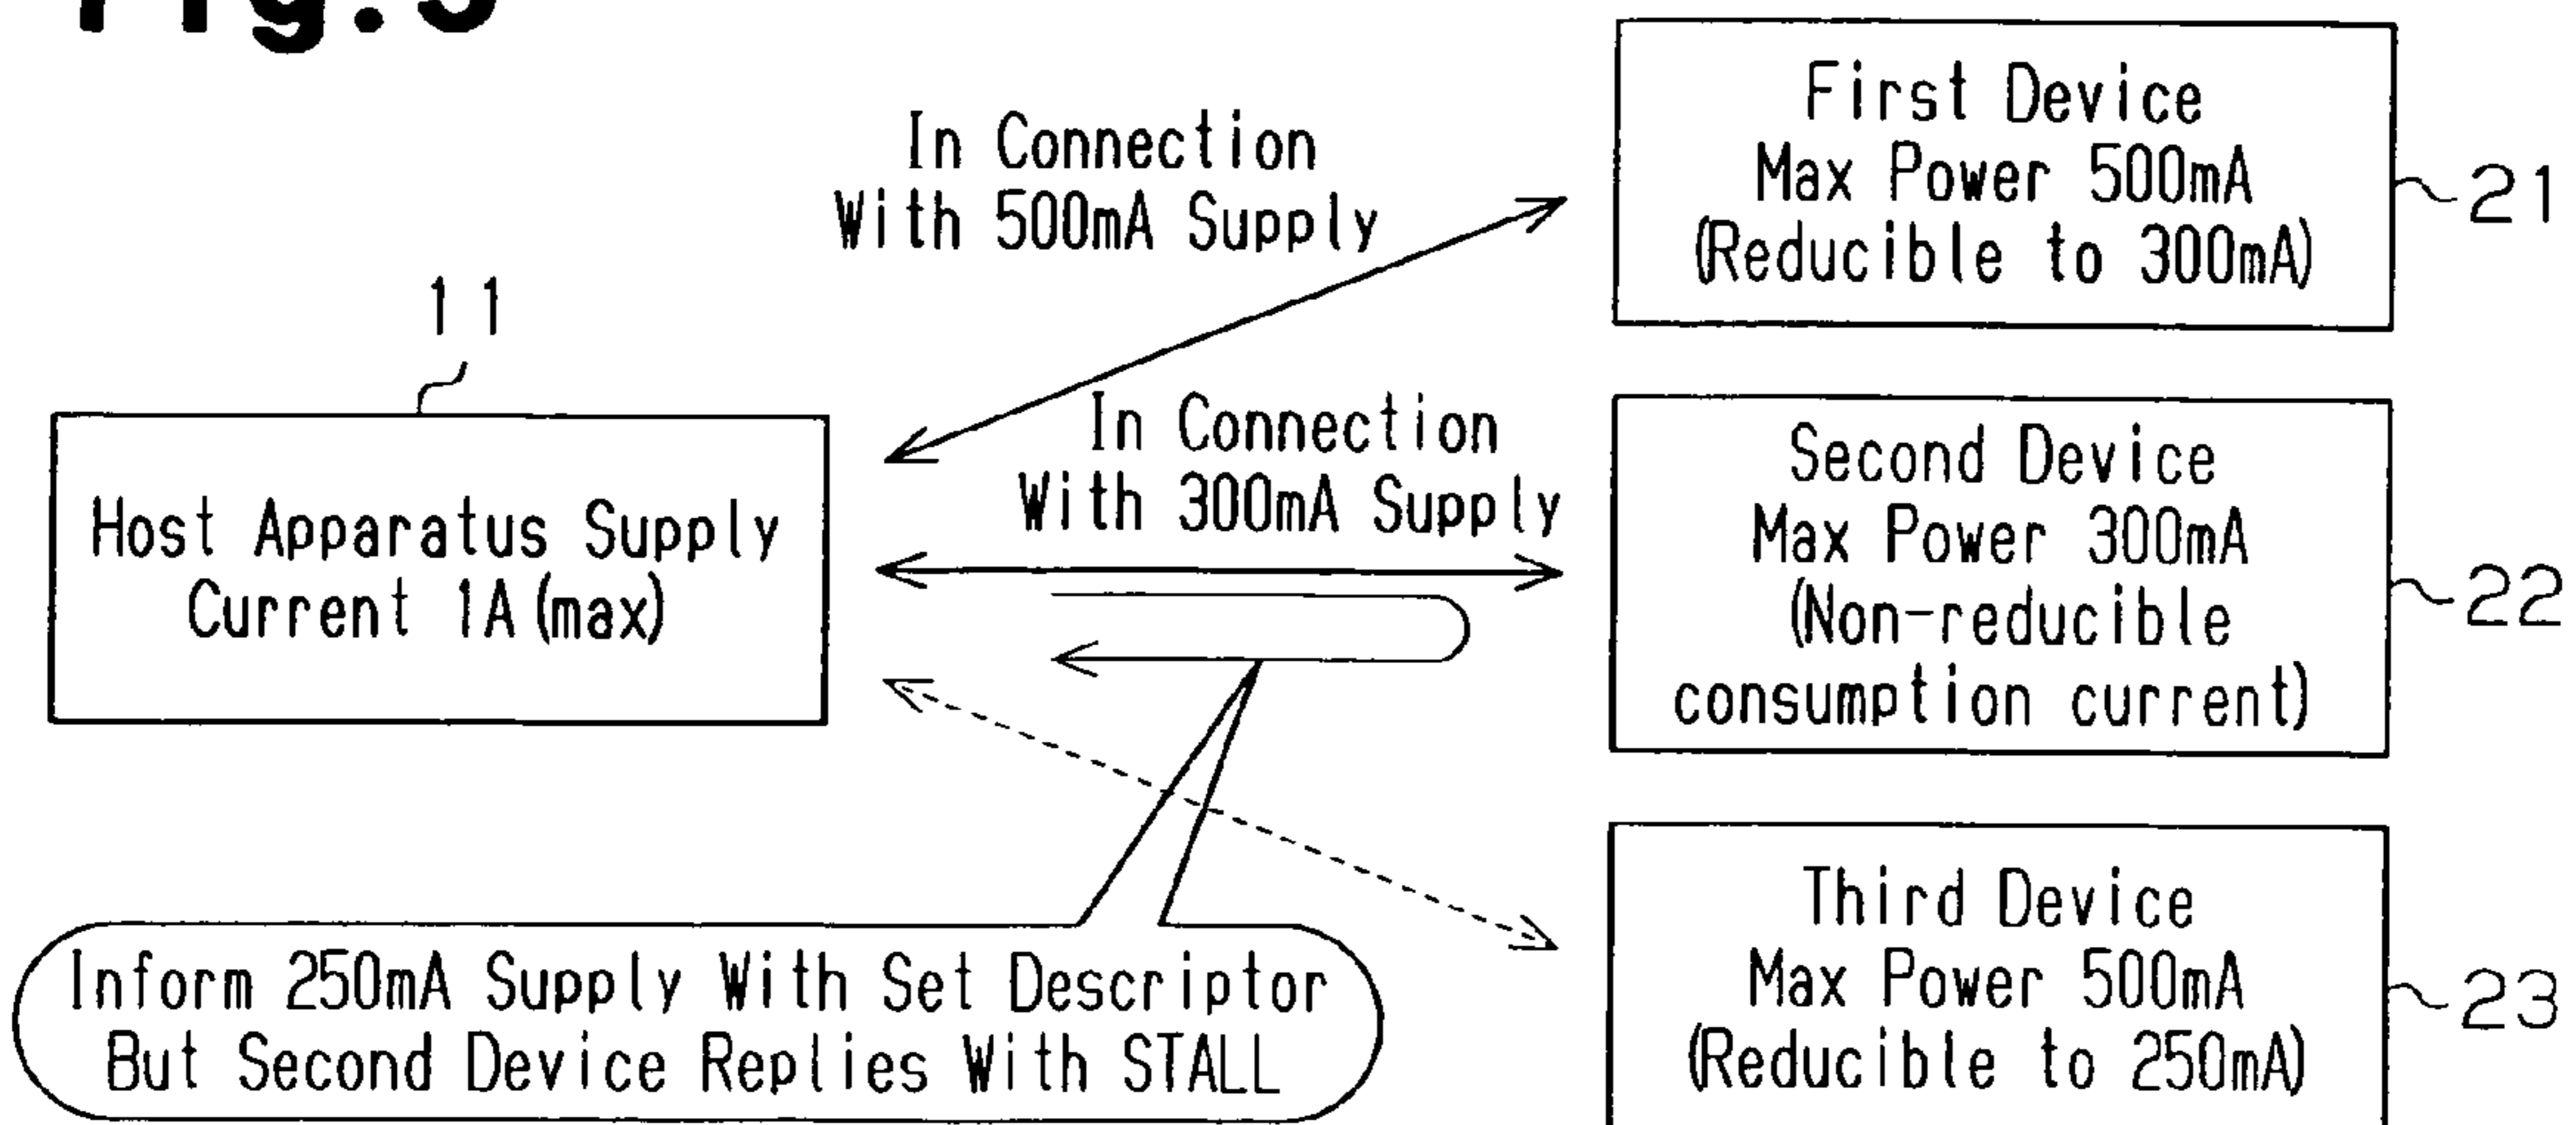 In Connection
With 500mA Supply
First Device
Max Power 500mA
(Reducible to 300mA)
21
11
Host Apparatus Supply
Current 1A (max)
In Connection
With 300mA Supply
Second Device
Max Power 300mA
(Non-reducible
consumption current)
22
Inform 250mA Supply With Set Descriptor
But Second Device Replies With STALL
Third Device
Max Power 500mA
(Reducible to 250mA)
23